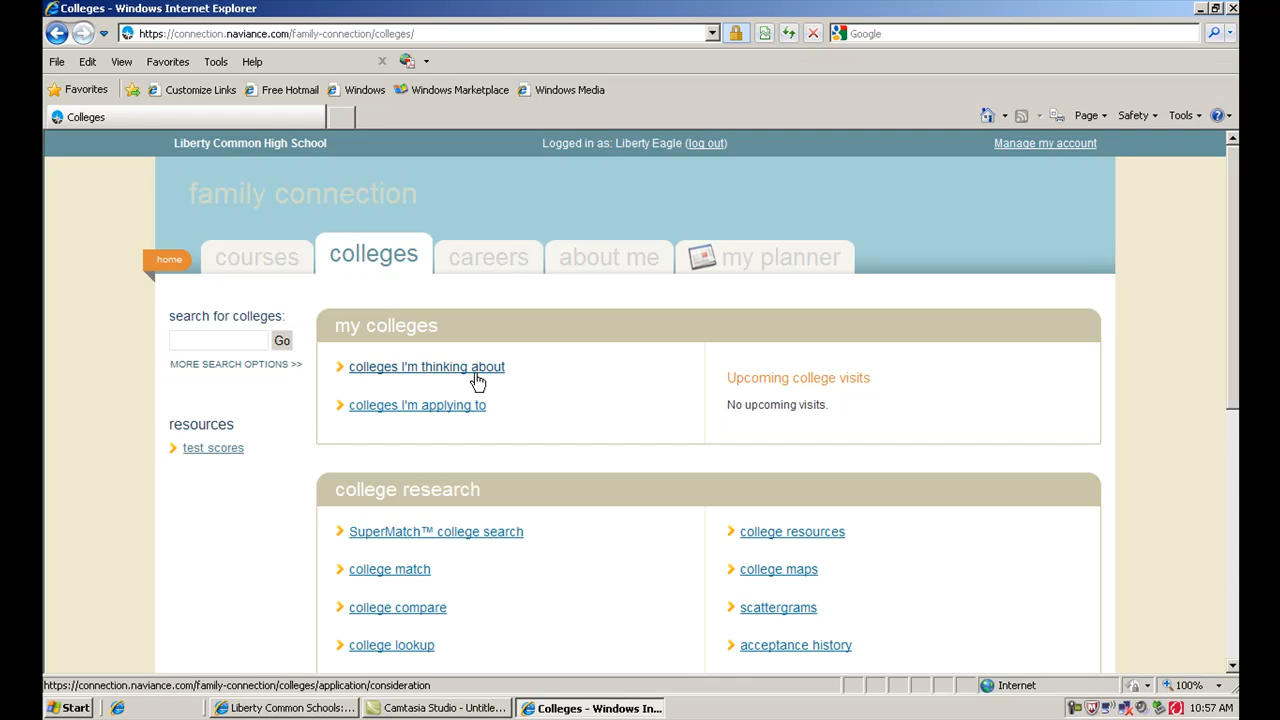 Colleges - Windows Internet Explorer
https://connection.naviance.com/family-connection/colleges/
Google
File Edit View Favorites Tools Help
Favorites Customize Links Free Hotmail Windows Windows Marketplace Windows Media
Colleges
Page Safety Tools
Liberty Common High School Logged in as: Liberty Eagle (log out) Manage my account
family connection
home courses colleges careers about me my planner
search for colleges:
Go
MORE SEARCH OPTIONS >>
resources
test scores
my colleges
colleges I'm thinking about
colleges I'm applying to
Upcoming college visits
No upcoming visits.
college research
SuperMatch™ college search
college match
college compare
college lookup
college resources
college maps
scattergrams
acceptance history
https://connection.naviance.com/family-connection/colleges/application/consideration
Internet
100%
Start
Liberty Common Schools:...
Camtasia Studio - Untitle...
Colleges - Windows In...
10:57 AM